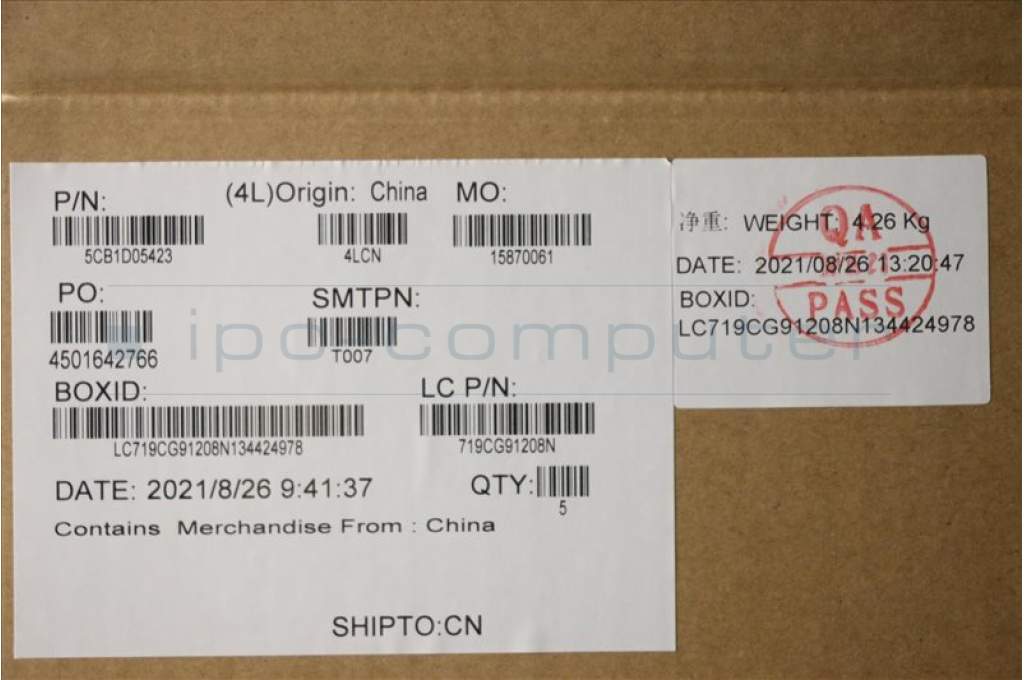 P/N:
5CB1D05423
(4L)Origin: China
4LCN
MO:
15870061
PO:
4501642766
SMTPN:
T007
BOXID:
LC719CG91208N134424978
LC P/N:
719CG91208N
DATE: 2021/8/26 9:41:37
QTY:
5
Contains Merchandise From : China
SHIPTO:CN
净重: WEIGHT: 4.26 Kg
DATE: 2021/08/26 13:20:47
BOXID:
LC719CG91208N134424978
QA
PASS
ipo computer